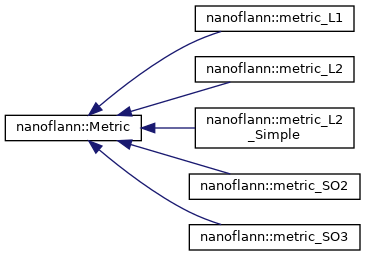 nanoflann::metric_L1
nanoflann::metric_L2
nanoflann::metric_L2
_Simple
nanoflann::Metric
nanoflann::metric_SO2
nanoflann::metric_SO3